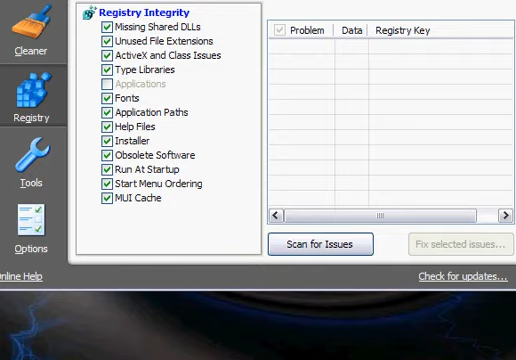 Cleaner
Registry
Tools
Options
Registry Integrity
Missing Shared DLLs
Unused File Extensions
ActiveX and Class Issues
Type Libraries
Applications
Fonts
Application Paths
Help Files
Installer
Obsolete Software
Run At Startup
Start Menu Ordering
MUI Cache
Problem Data Registry Key
Scan for Issues Fix selected issues...
nline Help Check for updates...